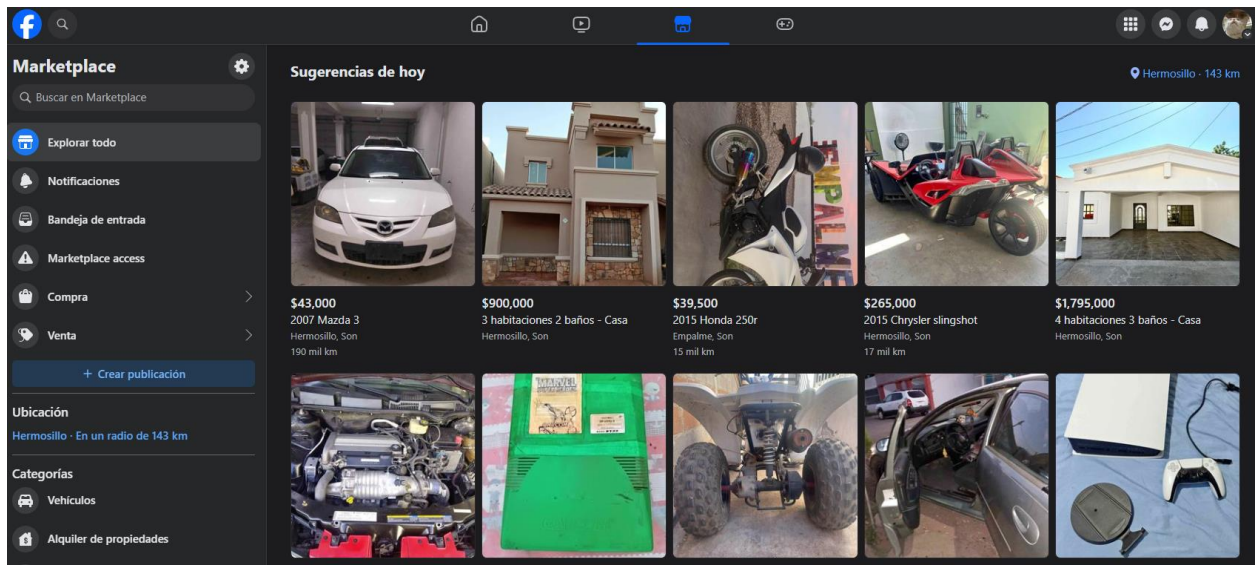 Marketplace
Buscar en Marketplace
Explorar todo
Notificaciones
Bandeja de entrada
Marketplace access
Compra
Venta
+ Crear publicación
Ubicación
Hermosillo · En un radio de 143 km
Categorías
Vehículos
Alquiler de propiedades
Sugerencias de hoy
Hermosillo · 143 km
$43,000
2007 Mazda 3
Hermosillo, Son
190 mil km
$900,000
3 habitaciones 2 baños - Casa
Hermosillo, Son
$39,500
2015 Honda 250r
Empalme, Son
15 mil km
$265,000
2015 Chrysler slingshot
Hermosillo, Son
17 mil km
$1,795,000
4 habitaciones 3 baños - Casa
Hermosillo, Son
MARVEL